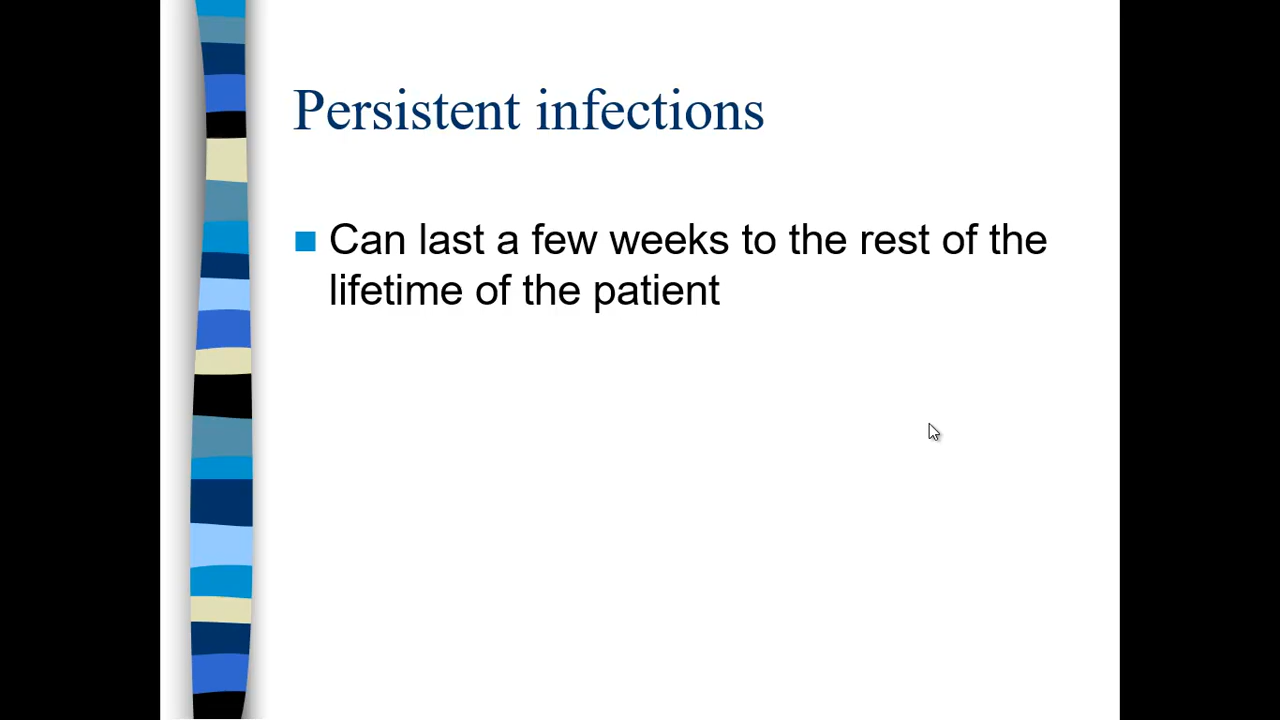 Persistent infections
Can last a few weeks to the rest of the
lifetime of the patient